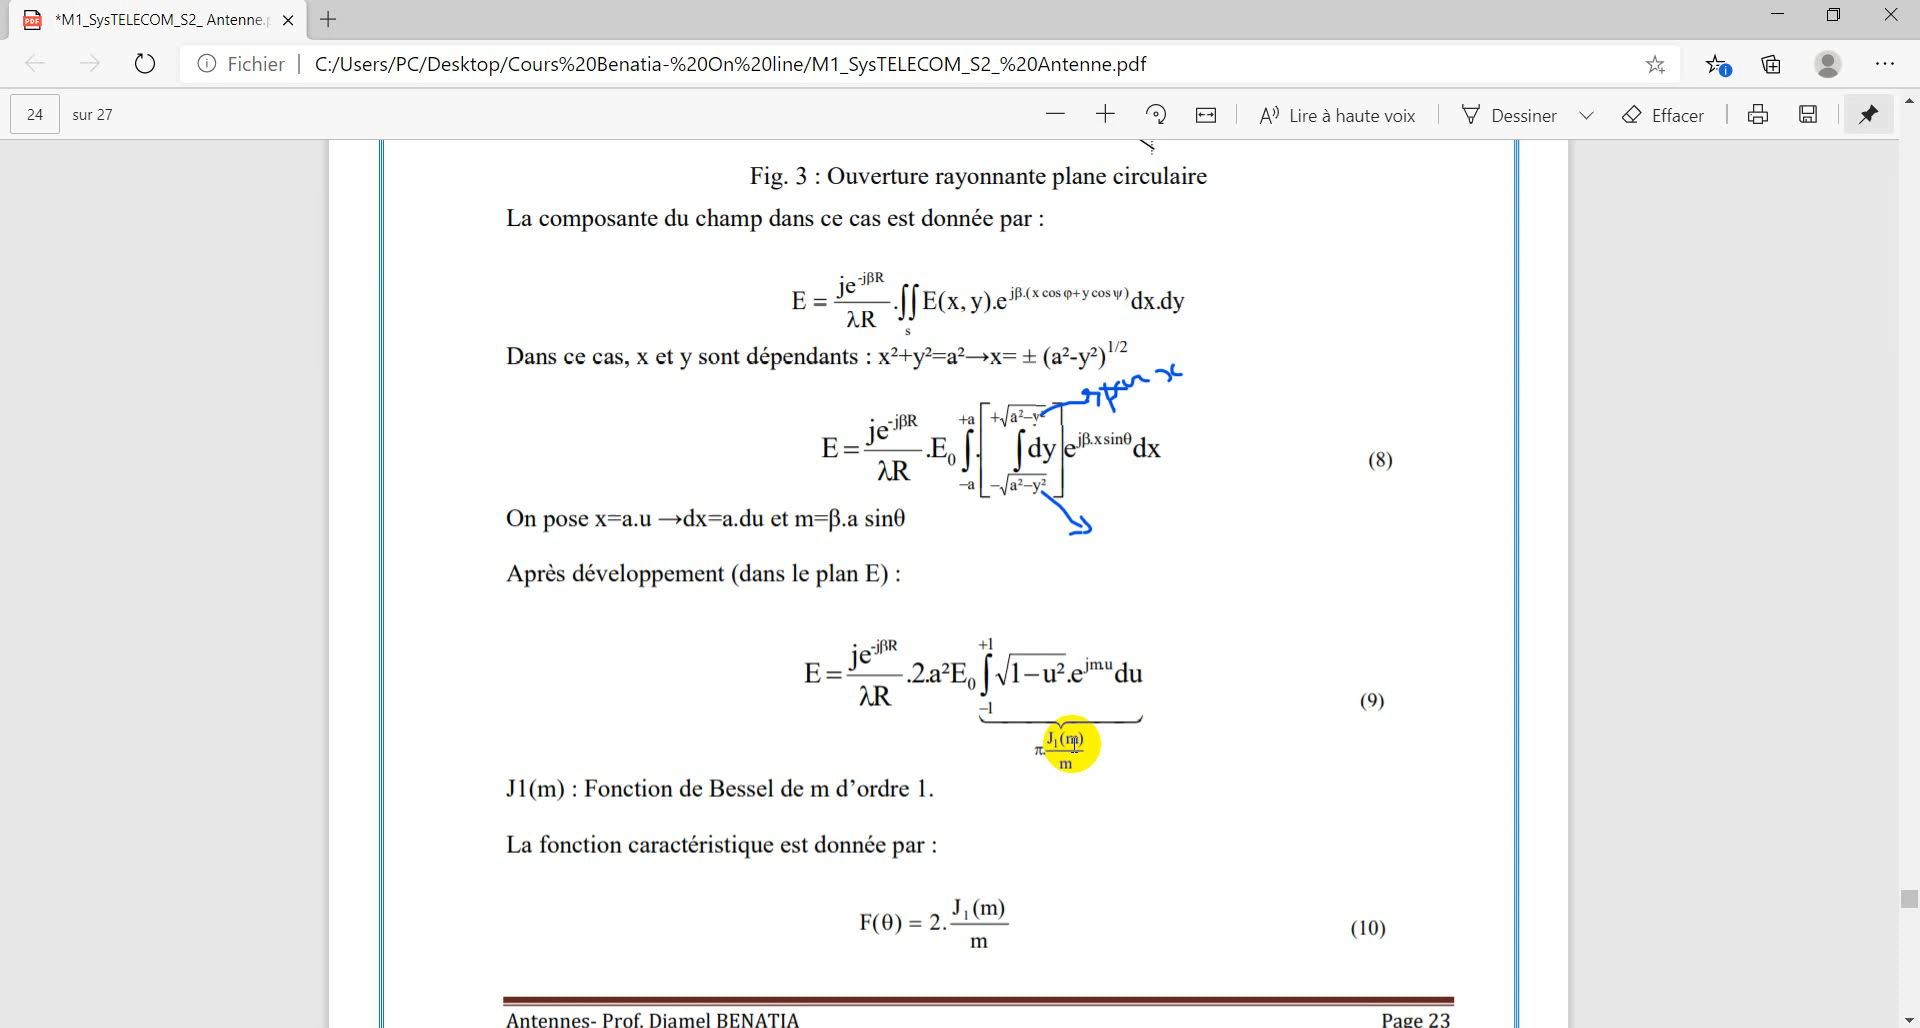 *M1_SysTELECOM_S2_ Antenne.p
Fichier | C:/Users/PC/Desktop/Cours%20Benatia-%20On%20line/M1_SysTELECOM_S2_%20Antenne.pdf
24 sur 27 Lire à haute voix Dessiner Effacer
Fig. 3 : Ouverture rayonnante plane circulaire
La composante du champ dans ce cas est donnée par :
E = je^-jβR / λR . ∬_s E(x, y).e^jβ.(x cos φ+y cos ψ) dx.dy
Dans ce cas, x et y sont dépendants : x²+y²=a²→x= ± (a²-y²)^1/2
E = je^-jβR / λR .E₀ ∫_-a^+a .[∫_-√a²–y²^+√a²–y² dy] e^jβ.x sinθ dx (8)
On pose x=a.u →dx=a.du et m=β.a sinθ
Après développement (dans le plan E) :
E = je^-jβR / λR .2.a²E₀ ∫_-1^+1 √1–u².e^jmu du (9)
π. J₁(m) / m
J1(m) : Fonction de Bessel de m d’ordre 1.
La fonction caractéristique est donnée par :
F(θ) = 2. J₁(m) / m (10)
Antennes- Prof. Djamel BENATIA Page 23